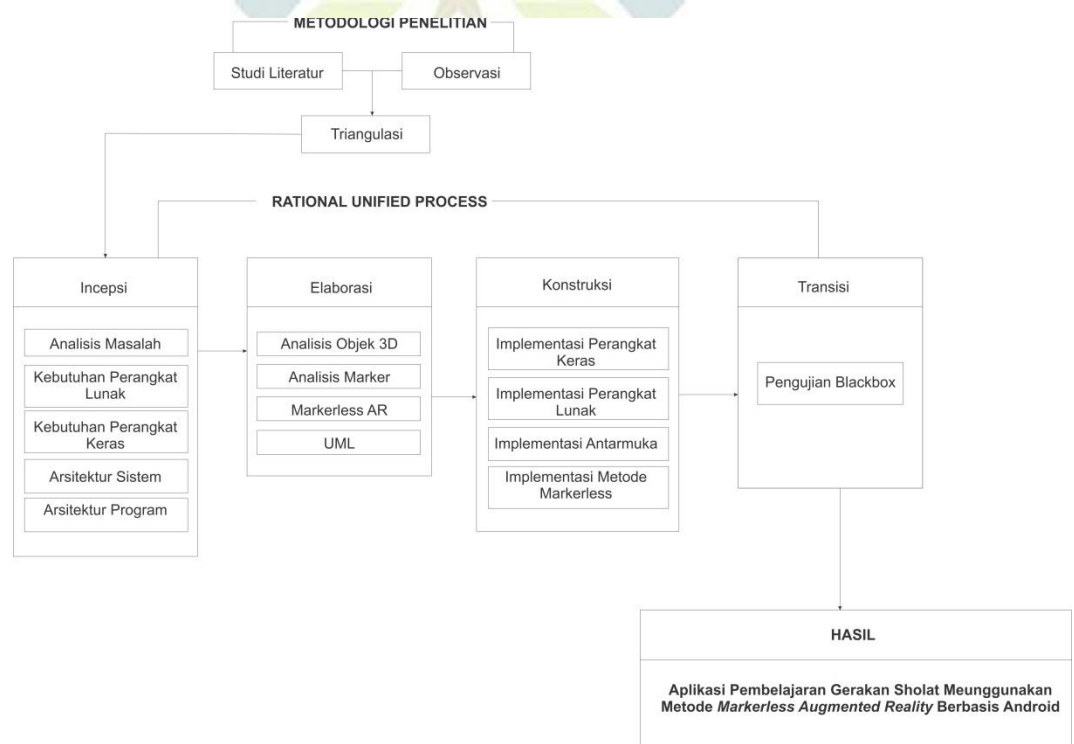 METODOLOGI PENELITIAN
Studi Literatur
Observasi
Triangulasi
RATIONAL UNIFIED PROCESS
Incepsi
Analisis Masalah
Kebutuhan Perangkat
Lunak
Kebutuhan Perangkat
Keras
Arsitektur Sistem
Arsitektur Program
Elaborasi
Analisis Objek 3D
Analisis Marker
Markerless AR
UML
Konstruksi
Implementasi Perangkat
Keras
Implementasi Perangkat
Lunak
Implementasi Antarmuka
Implementasi Metode
Markerless
Transisi
Pengujian Blackbox
HASIL
Aplikasi Pembelajaran Gerakan Sholat Meunggunakan
Metode Markerless Augmented Reality Berbasis Android